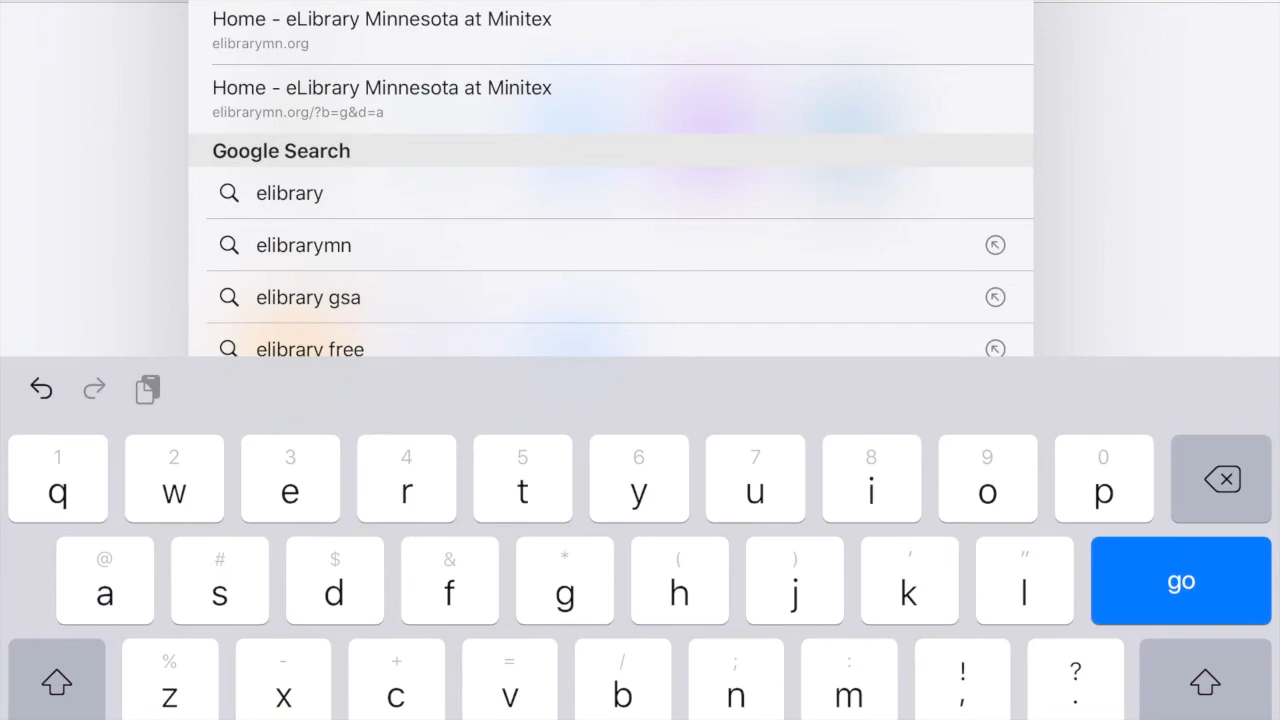 Home - eLibrary Minnesota at Minitex
elibrarymn.org
Home - eLibrary Minnesota at Minitex
elibrarymn.org/?b=g&d=a
Google Search
elibrary
elibrarymn
elibrary gsa
elibrary free
1 2 3 4 5 6 7 8 9 0
q w e r t y u i o p
@ # $ & * ( ) ' "
a s d f g h j k l go
% - + = / ; : ! ?
z x c v b n m , .